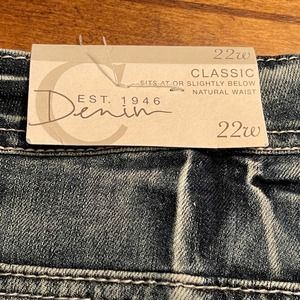 22w
CLASSIC
SITS AT OR SLIGHTLY BELOW
NATURAL WAIST
C
EST. 1946
Denim
22w